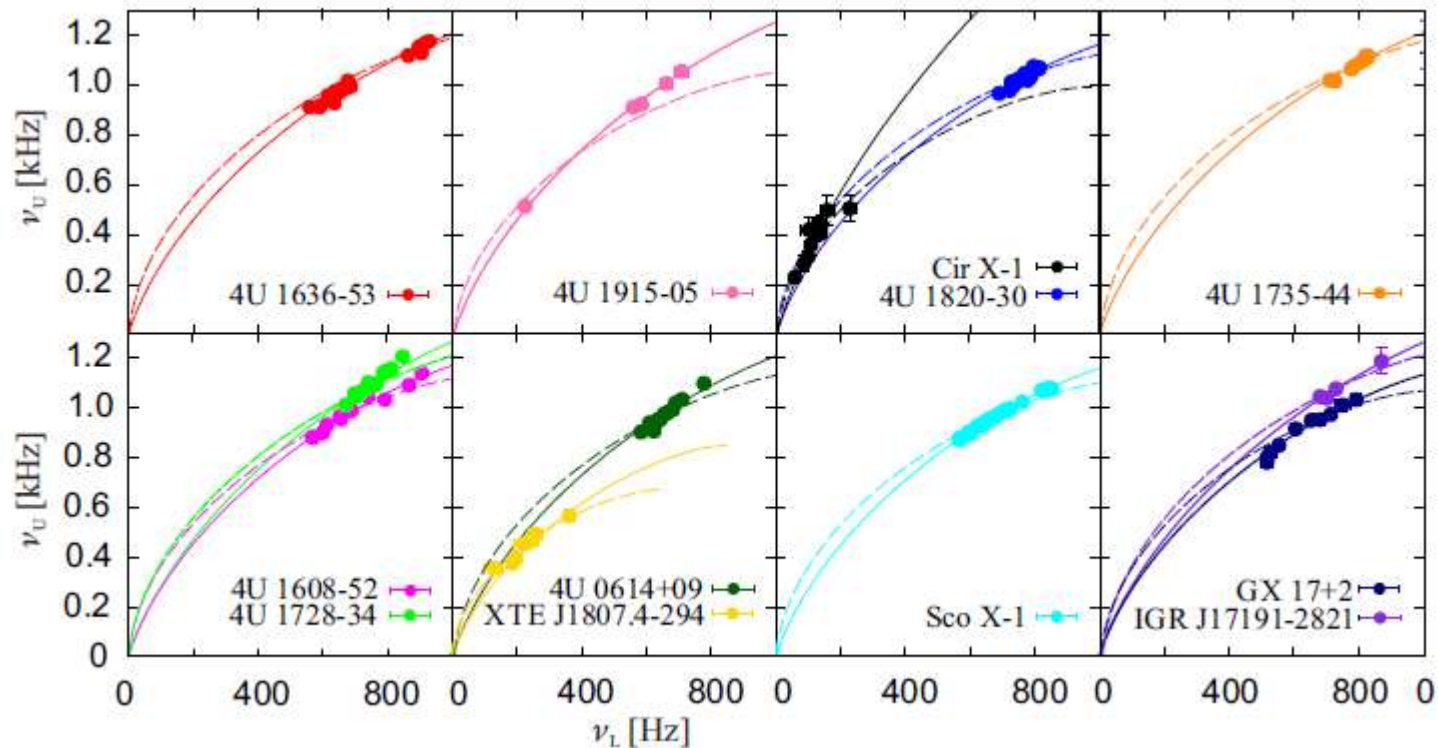 1.2
1.0
0.8
0.6
0.4
0.2
ν_U [kHz]
4U 1636-53
4U 1915-05
Cir X-1
4U 1820-30
4U 1735-44
1.2
1.0
0.8
0.6
0.4
0.2
0
ν_U [kHz]
4U 1608-52
4U 1728-34
4U 0614+09
XTE J1807.4-294
Sco X-1
GX 17+2
IGR J17191-2821
0 400 800 0 400 800 0 400 800 0 400 800 0
ν_L [Hz]